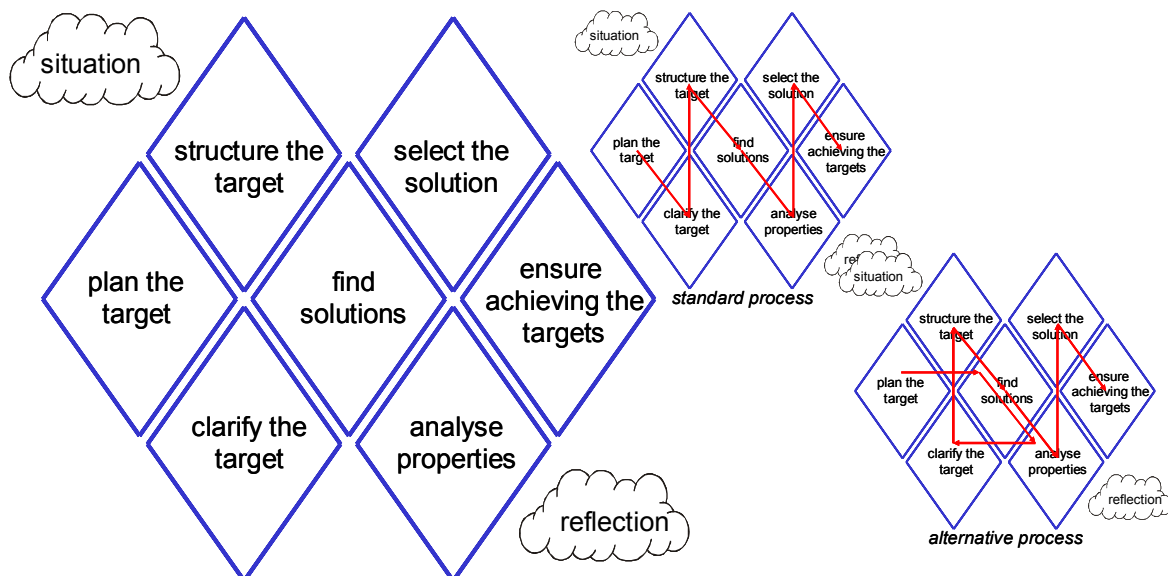 situation
structure the
target
select the
solution
plan the
target
find
solutions
ensure
achieving the
targets
clarify the
target
analyse
properties
reflection
situation
structure the
target
select the
solution
plan the
target
find
solutions
ensure
achieving the
targets
clarify the
target
analyse
properties
situation
standard process
structure the
target
select the
solution
plan the
target
find
solutions
ensure
achieving the
targets
clarify the
target
analyse
properties
reflection
alternative process